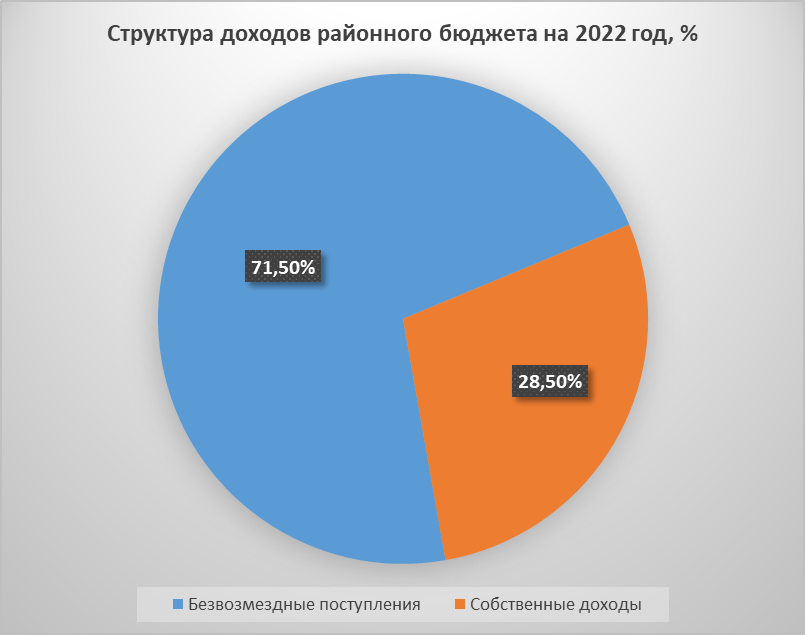 Структура доходов районного бюджета на 2022 год, %
71,50%
28,50%
Безвозмездные поступления
Собственные доходы